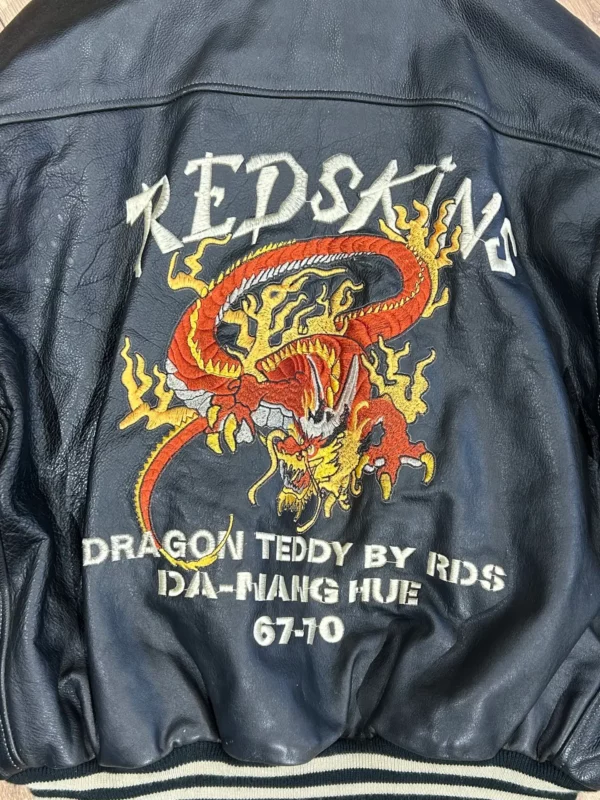 REDSKiNS
DRAGON TEDDY BY RDS
DA-NANG HUE
67-70